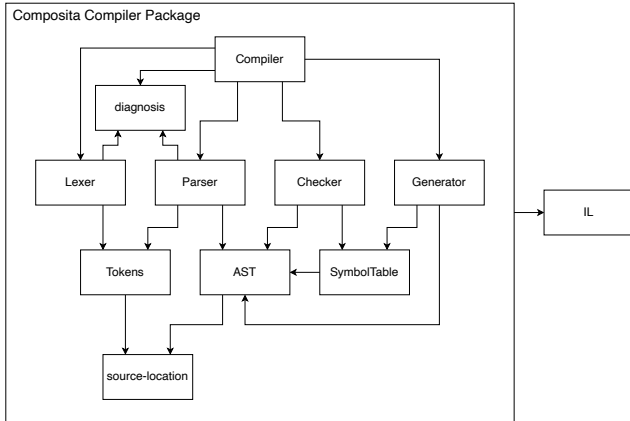 Composita Compiler Package
Compiler
diagnosis
Lexer
Parser
Checker
Generator
IL
Tokens
AST
SymbolTable
source-location